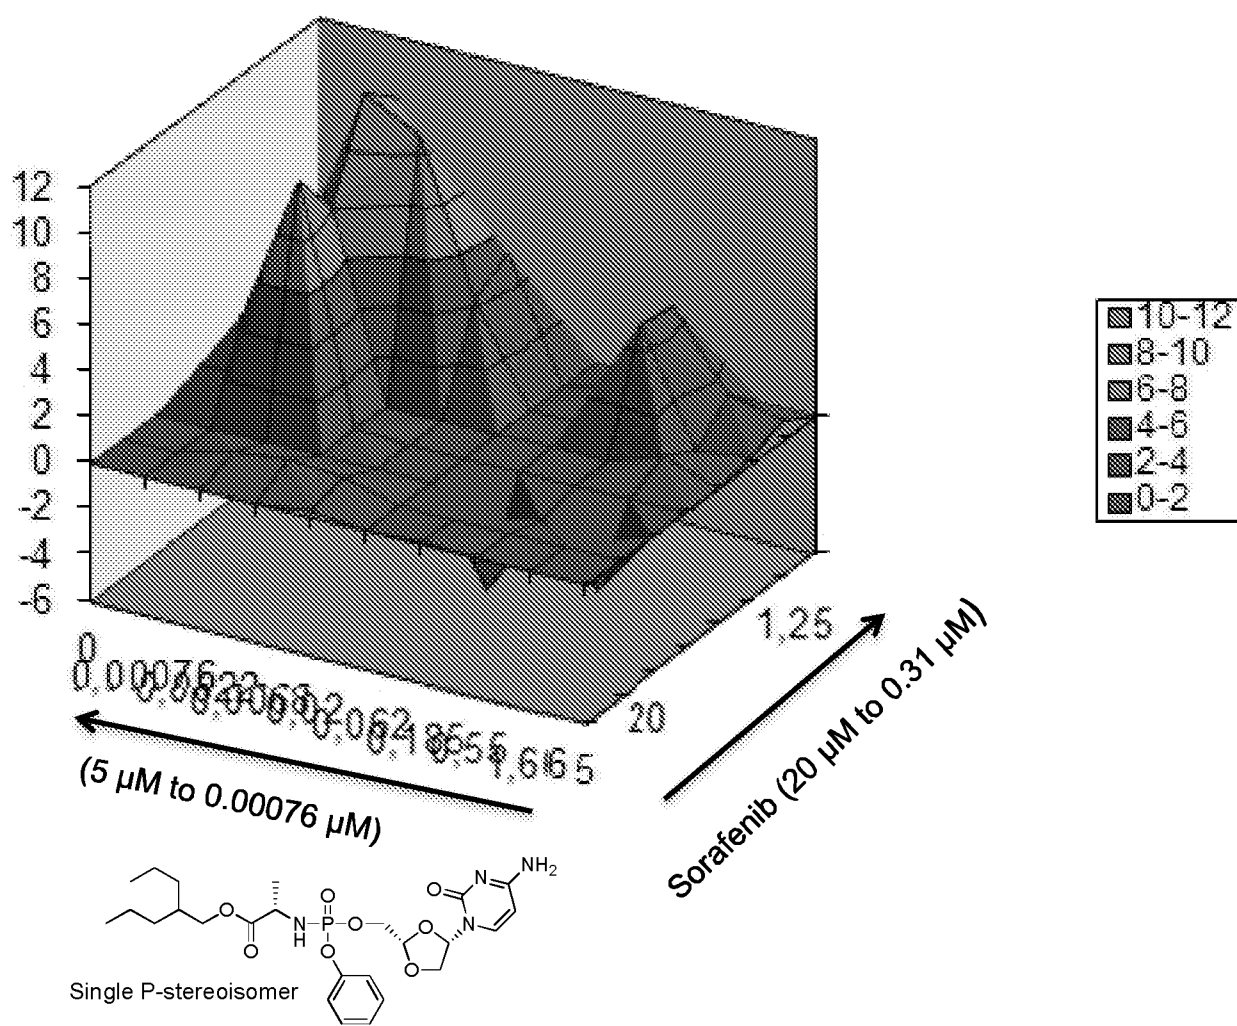 12
10
8
6
4
2
0
-2
-4
-6
0
20
1,25
10-12
8-10
6-8
4-6
2-4
0-2
(5 µM to 0.00076 µM)
Sorafenib (20 µM to 0.31 µM)
NH2
N
O
N
O
O
O
O
O
P
N
H
O
O
O
Single P-stereoisomer